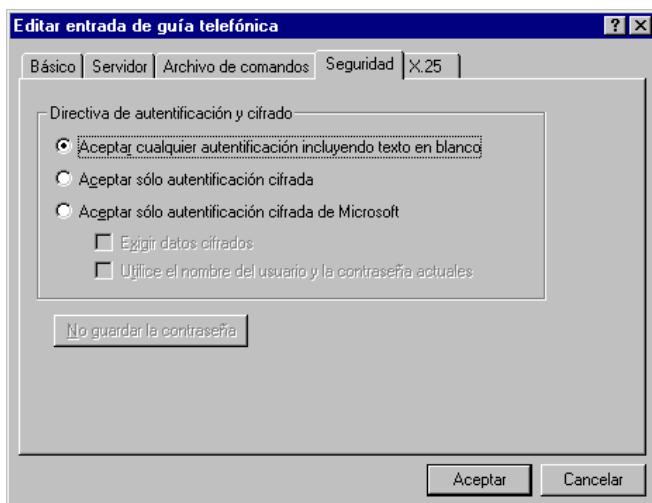 Editar entrada de guía telefónica
Básico Servidor Archivo de comandos Seguridad X.25
Directiva de autentificación y cifrado
Aceptar cualquier autentificación incluyendo texto en blanco
Aceptar sólo autentificación cifrada
Aceptar sólo autentificación cifrada de Microsoft
Exigir datos cifrados
Utilice el nombre del usuario y la contraseña actuales
No guardar la contraseña
Aceptar Cancelar